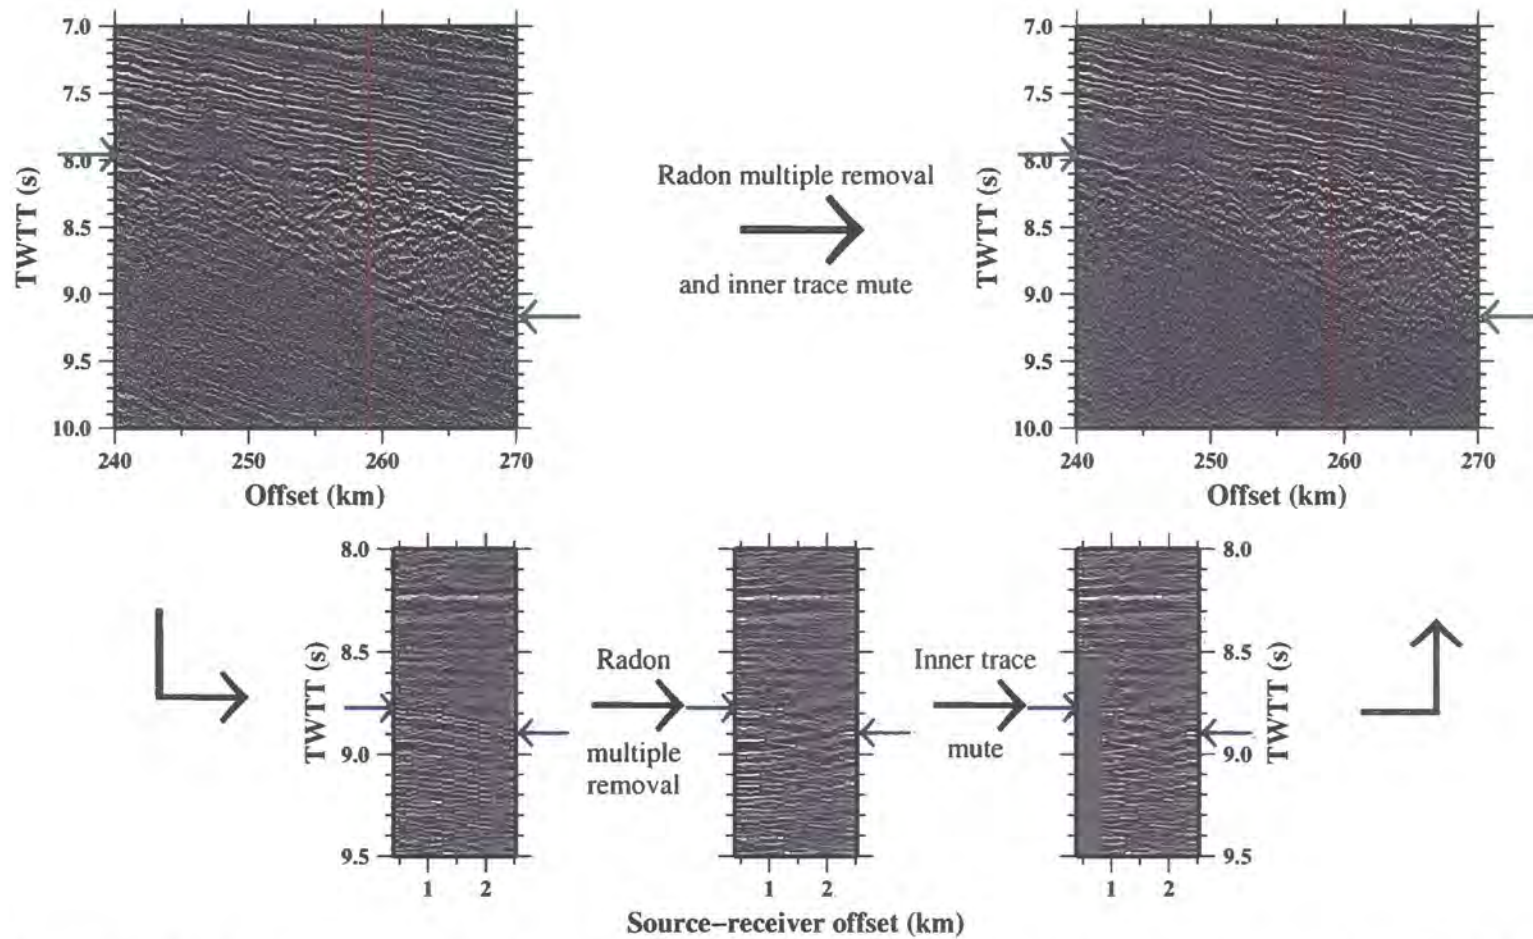 7.0
7.5
8.0
8.5
9.0
9.5
10.0
TWTT (s)
240 250 260 270
Offset (km)
Radon multiple removal
and inner trace mute
7.0
7.5
8.0
8.5
9.0
9.5
10.0
TWTT (s)
240 250 260 270
Offset (km)
8.0
8.5
9.0
9.5
TWTT (s)
1 2
Radon
multiple
removal
1 2
Inner trace
mute
8.0
8.5
9.0
9.5
TWTT (s)
1 2
Source–receiver offset (km)